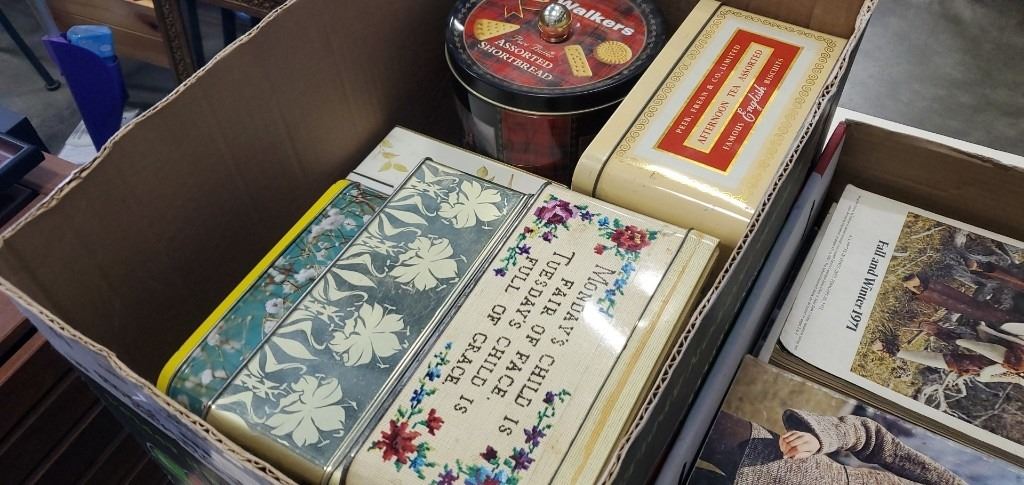 Walkers
Pure Butter
ASSORTED
SHORTBREAD
PEEK, FREAN & CO., LIMITED
AFTERNOON TEA ASSORTED
FAMOUS English BISCUITS
MONDAY'S CHILD IS
FAIR OF FACE.
TUESDAY'S CHILD IS
FULL OF GRACE.
Fall and Winter 1971